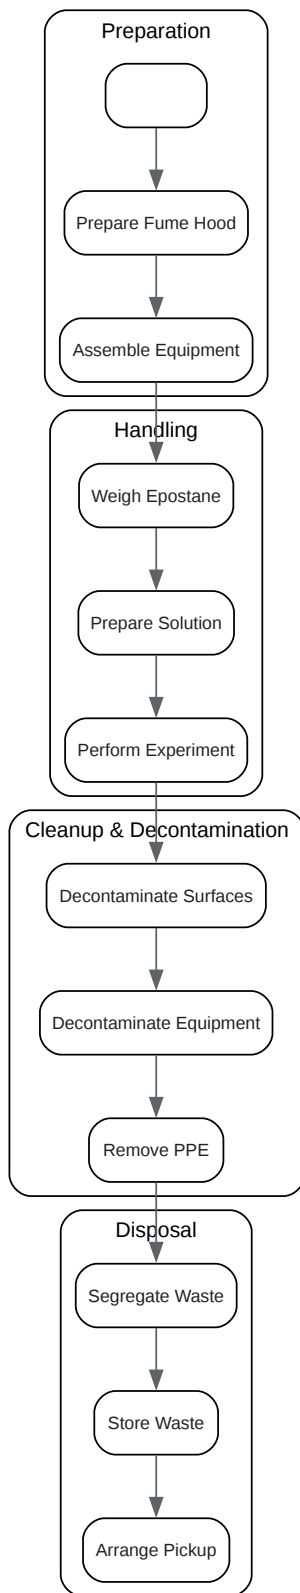 Preparation
Prepare Fume Hood
Assemble Equipment
Handling
Weigh Epostane
Prepare Solution
Perform Experiment
Cleanup & Decontamination
Decontaminate Surfaces
Decontaminate Equipment
Remove PPE
Disposal
Segregate Waste
Store Waste
Arrange Pickup